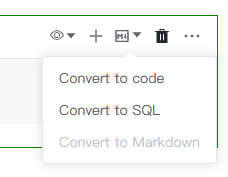 M
Convert to code
Convert to SQL
Convert to Markdown